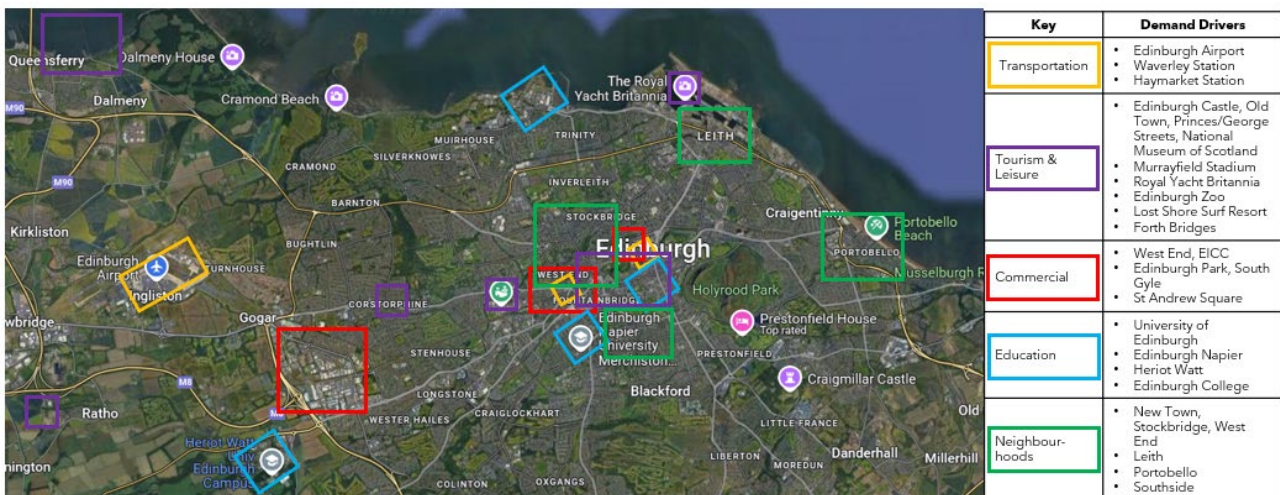 Queensferry
Dalmeny House
Dalmeny
Cramond Beach
M90
M90
Kirkliston
The Royal
Yacht Britannia
TRINITY
LEITH
MUIRHOUSE
SILVERKNOWES
CRAMOND
INVERLEITH
BARNTON
STOCKBRIDGE
Craigentinny
Portobello
Beach
PORTOBELLO
Musselburgh R
BUGHTLIN
Edinburgh
Edinburgh
Airport
TURNHOUSE
Ingliston
WEST END
Holyrood Park
wbridge
Gogar
CORSTORPHINE
FOUNTAINBRIDGE
Edinburgh
Napier
University
Merchiston...
Prestonfield House
Top rated
STENHOUSE
PRESTONFIELD
M8
LONGSTONE
Blackford
Craigmillar Castle
Ratho
WESTER HAILES
CRAIGLOCKHART
LITTLE FRANCE
Old
Heriot Watt
Univ
Edinburgh
Campus
nington
COLINTON
OXGANGS
LIBERTON
MOREDUN
Danderhall
Millerhill
Key
Demand Drivers
Transportation
• Edinburgh Airport
• Waverley Station
• Haymarket Station
Tourism &
Leisure
• Edinburgh Castle, Old
Town, Princes/George
Streets, National
Museum of Scotland
• Murrayfield Stadium
• Royal Yacht Britannia
• Edinburgh Zoo
• Lost Shore Surf Resort
• Forth Bridges
Commercial
• West End, EICC
• Edinburgh Park, South
Gyle
• St Andrew Square
Education
• University of
Edinburgh
• Edinburgh Napier
• Heriot Watt
• Edinburgh College
Neighbour-
hoods
• New Town,
Stockbridge, West
End
• Leith
• Portobello
• Southside